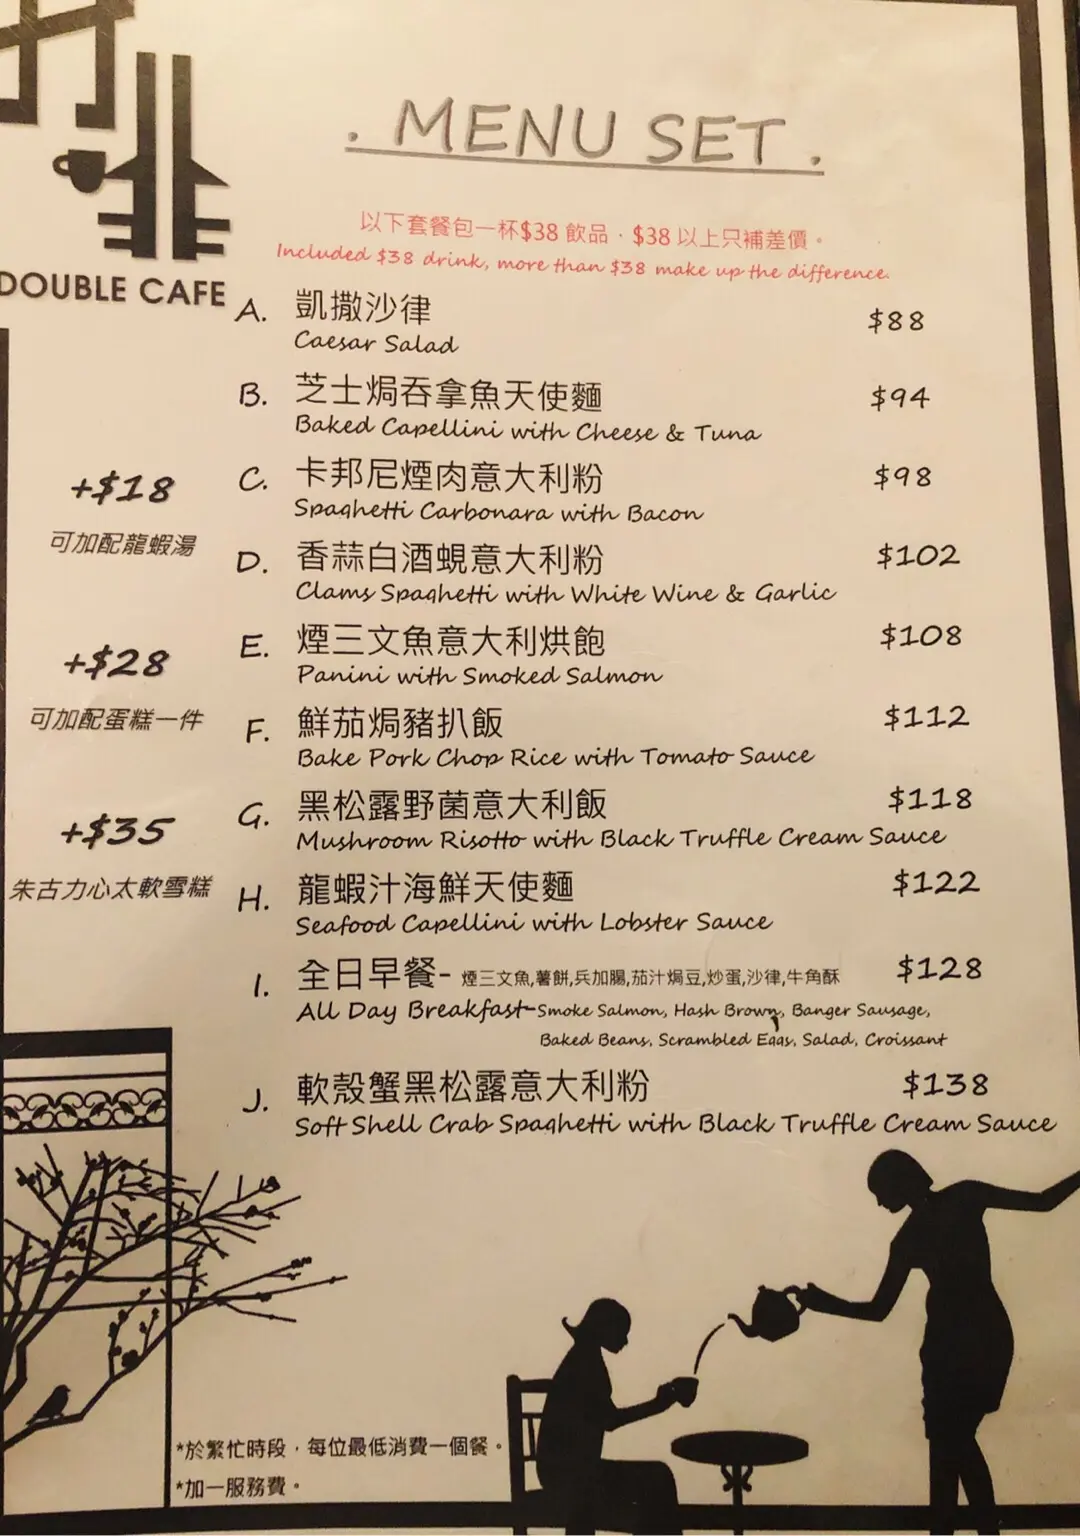 DOUBLE CAFE
. MENU SET .
以下套餐包一杯$38 飲品，$38 以上只補差價。
Included $38 drink, more than $38 make up the difference.
A. 凱撒沙律 $88
Caesar Salad
B. 芝士焗吞拿魚天使麵 $94
Baked Capellini with Cheese & Tuna
C. 卡邦尼煙肉意大利粉 $98
Spaghetti Carbonara with Bacon
D. 香蒜白酒蜆意大利粉 $102
Clams Spaghetti with White Wine & Garlic
E. 煙三文魚意大利烘飽 $108
Panini with Smoked Salmon
F. 鮮茄焗豬扒飯 $112
Bake Pork Chop Rice with Tomato Sauce
G. 黑松露野菌意大利飯 $118
Mushroom Risotto with Black Truffle Cream Sauce
H. 龍蝦汁海鮮天使麵 $122
Seafood Capellini with Lobster Sauce
I. 全日早餐- 煙三文魚,薯餅,兵加腸,茄汁焗豆,炒蛋,沙律,牛角酥 $128
All Day Breakfast-Smoke Salmon, Hash Brown, Banger Sausage,
Baked Beans, Scrambled Eggs, Salad, Croissant
J. 軟殼蟹黑松露意大利粉 $138
Soft Shell Crab Spaghetti with Black Truffle Cream Sauce
+$18
可加配龍蝦湯
+$28
可加配蛋糕一件
+$35
朱古力心太軟雪糕
*於繁忙時段，每位最低消費一個餐。
*加一服務費。